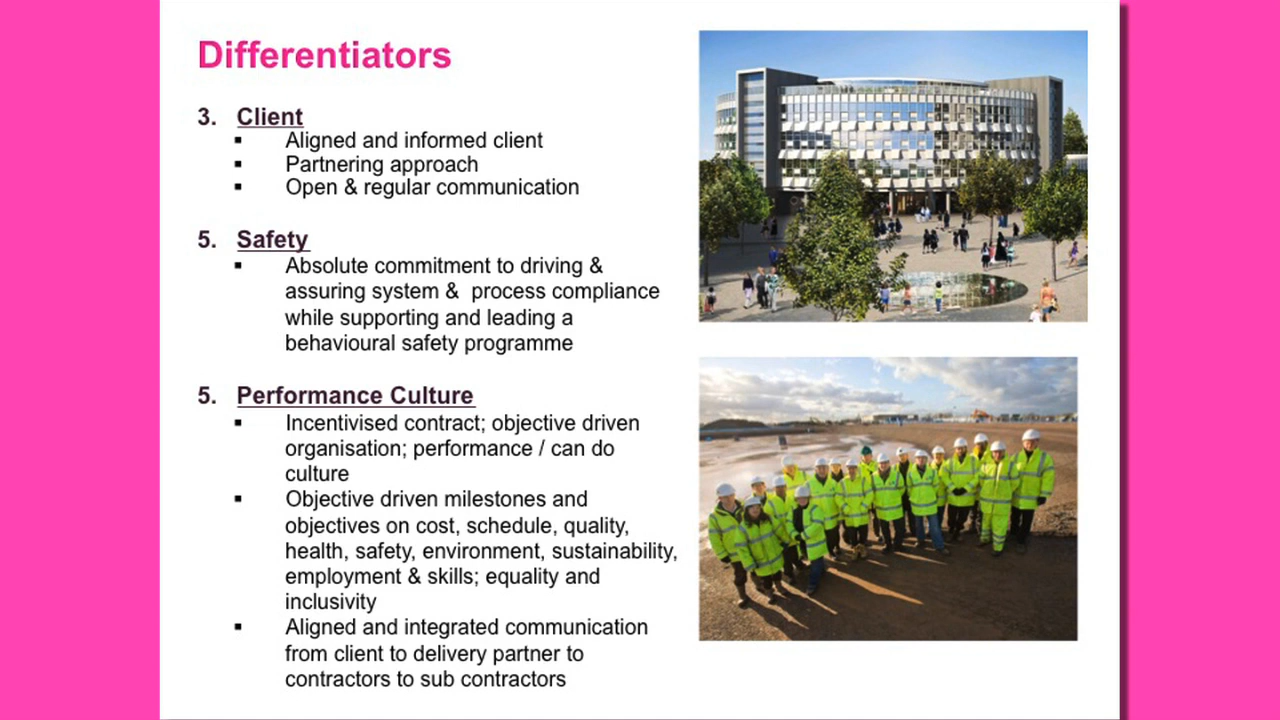 Differentiators
3. Client
▪ Aligned and informed client
▪ Partnering approach
▪ Open & regular communication
5. Safety
▪ Absolute commitment to driving &
assuring system &  process compliance
while supporting and leading a
behavioural safety programme
5. Performance Culture
▪ Incentivised contract; objective driven
organisation; performance / can do
culture
▪ Objective driven milestones and
objectives on cost, schedule, quality,
health, safety, environment, sustainability,
employment & skills; equality and
inclusivity
▪ Aligned and integrated communication
from client to delivery partner to
contractors to sub contractors